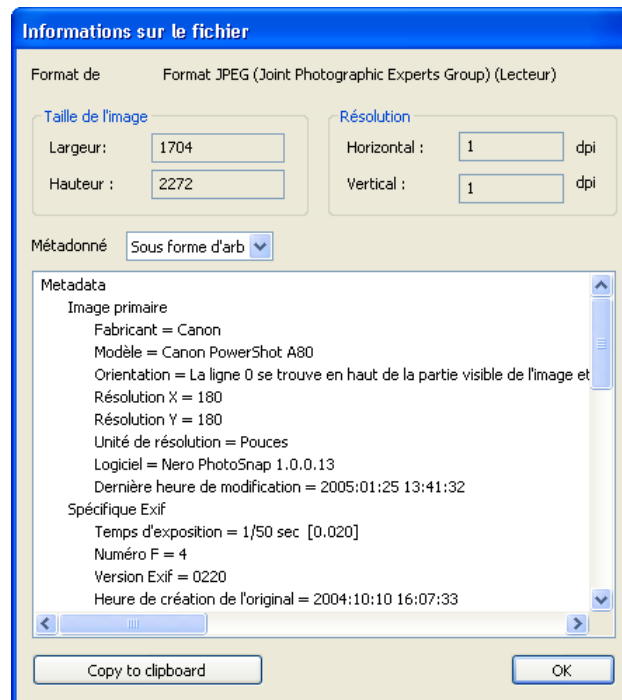 Informations sur le fichier
Format de Format JPEG (Joint Photographic Experts Group) (Lecteur)
Taille de l'image
Largeur: 1704
Hauteur : 2272
Résolution
Horizontal : 1 dpi
Vertical : 1 dpi
Métadonné Sous forme d'arb
Metadata
Image primaire
Fabricant = Canon
Modèle = Canon PowerShot A80
Orientation = La ligne 0 se trouve en haut de la partie visible de l'image et
Résolution X = 180
Résolution Y = 180
Unité de résolution = Pouces
Logiciel = Nero PhotoSnap 1.0.0.13
Dernière heure de modification = 2005:01:25 13:41:32
Spécifique Exif
Temps d'exposition = 1/50 sec [0.020]
Numéro F = 4
Version Exif = 0220
Heure de création de l'original = 2004:10:10 16:07:33
Copy to clipboard OK